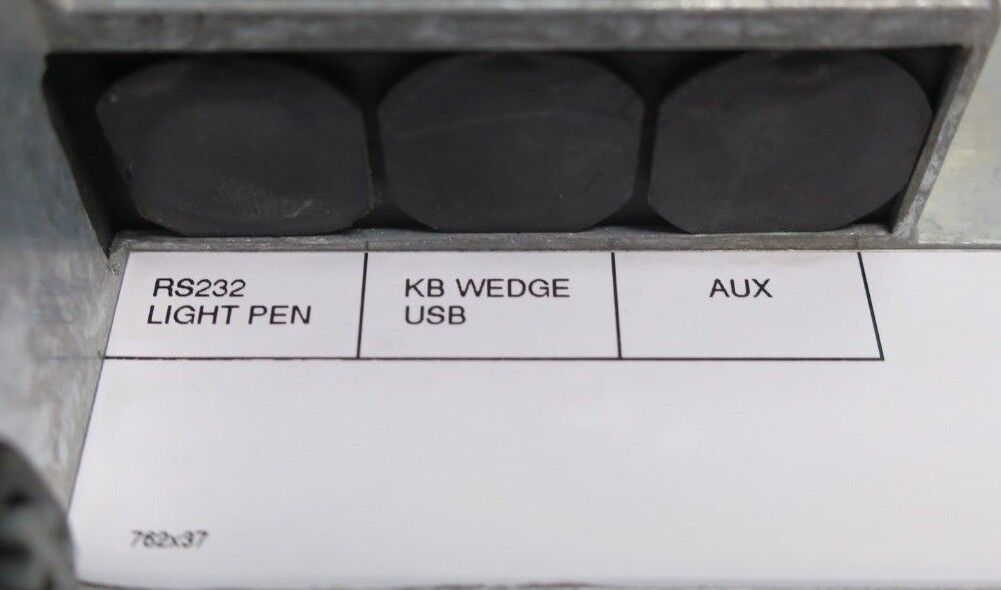 RS232
LIGHT PEN
KB WEDGE
USB
AUX
762x37